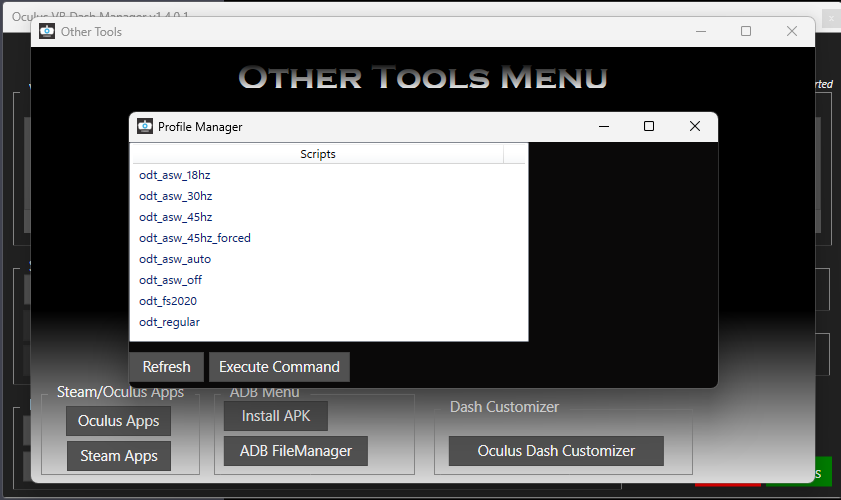 Oculus VR Dash Manager v1.4.0.1
Other Tools
OTHER TOOLS MENU
Profile Manager
Scripts
odt_asw_18hz
odt_asw_30hz
odt_asw_45hz
odt_asw_45hz_forced
odt_asw_auto
odt_asw_off
odt_fs2020
odt_regular
Refresh
Execute Command
Steam/Oculus Apps
Oculus Apps
Steam Apps
ADB Menu
Install APK
ADB FileManager
Dash Customizer
Oculus Dash Customizer